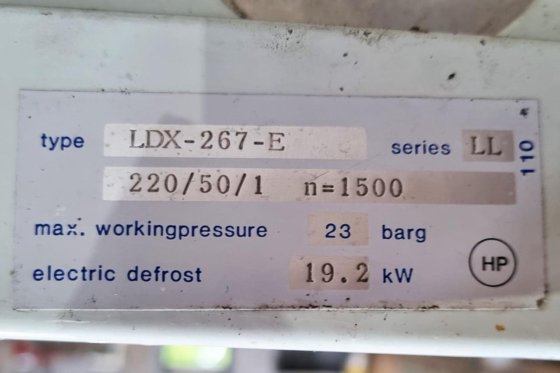 type LDX-267-E series LL
220/50/1 n=1500
max. workingpressure 23 barg
electric defrost 19.2 kW
HP
110